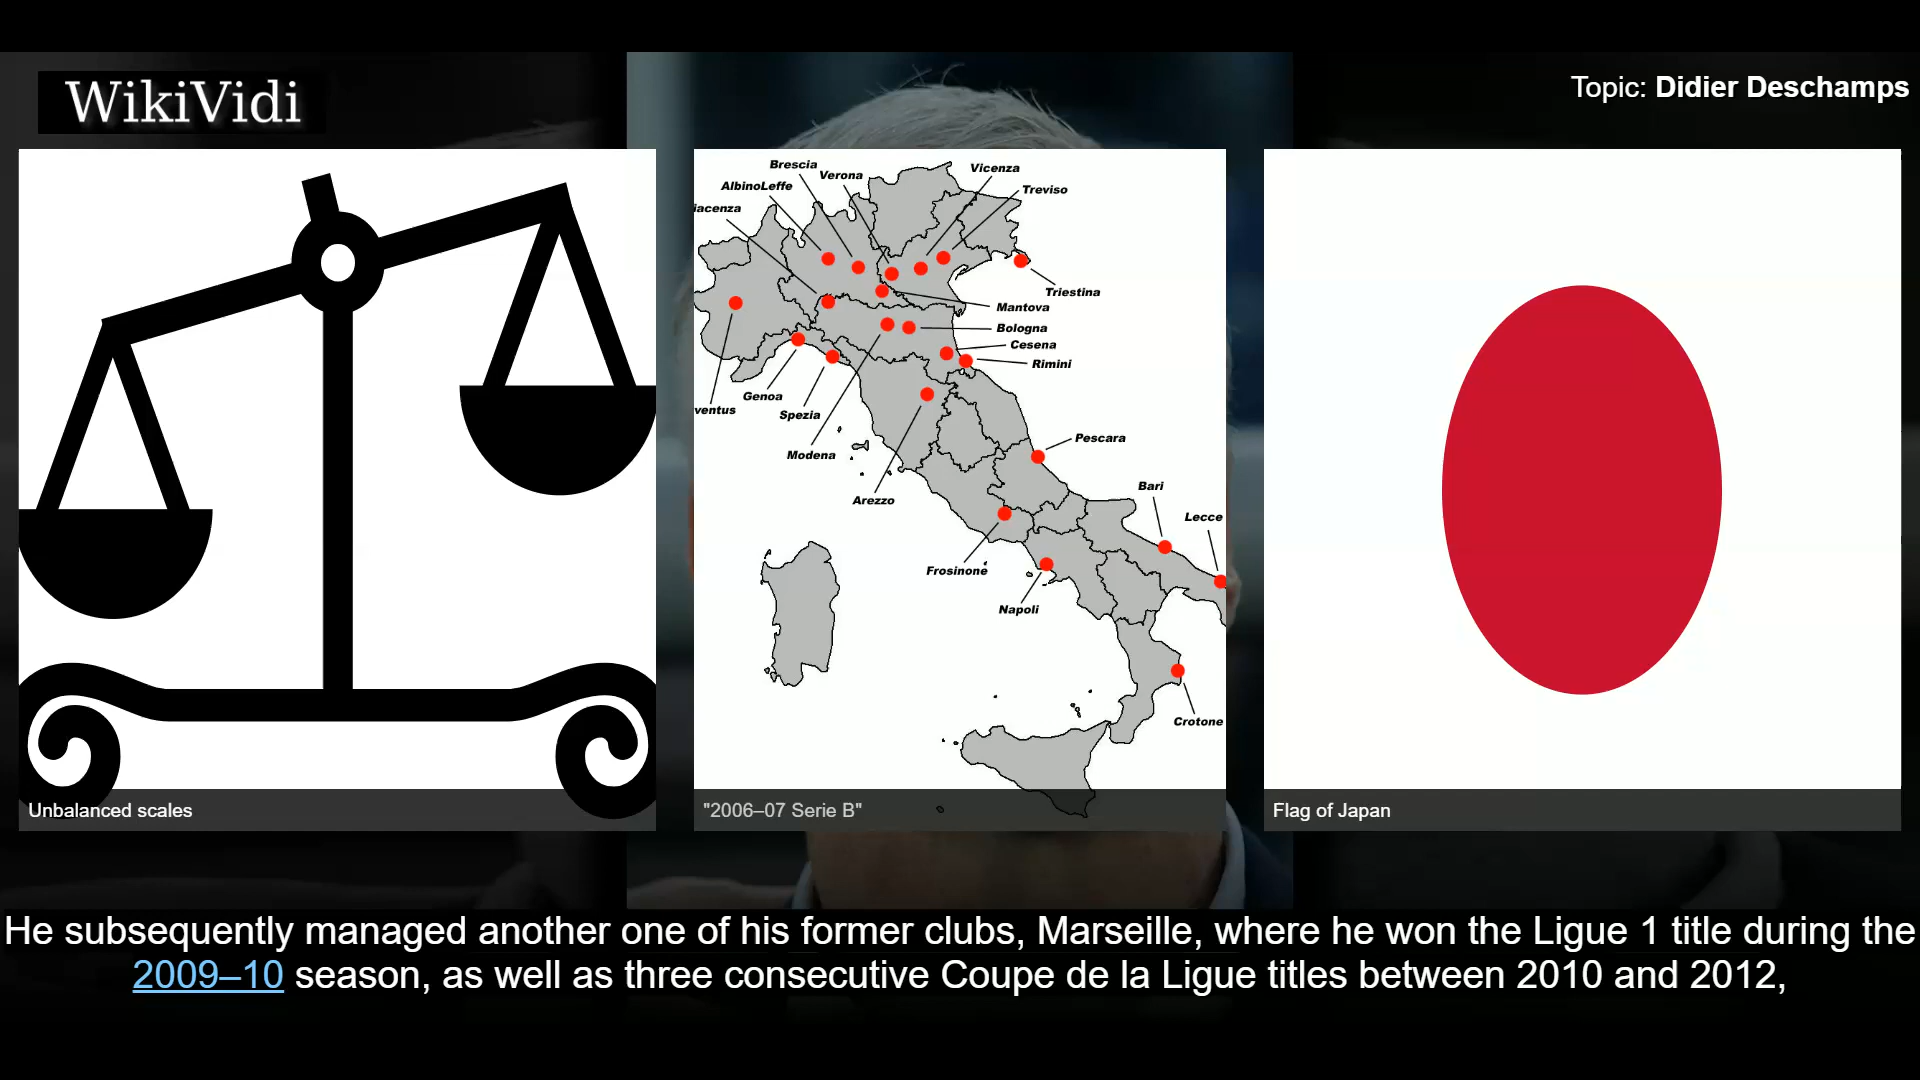 WikiVidi
Topic: Didier Deschamps
Brescia
Verona
Vicenza
AlbinoLeffe
Treviso
iacenza
Triestina
Mantova
Bologna
Cesena
Rimini
Genoa
ventus
Spezia
Pescara
Modena
Bari
Arezzo
Lecce
Frosinone
Napoli
Crotone
Unbalanced scales
"2006–07 Serie B"
Flag of Japan
He subsequently managed another one of his former clubs, Marseille, where he won the Ligue 1 title during the
2009–10 season, as well as three consecutive Coupe de la Ligue titles between 2010 and 2012,